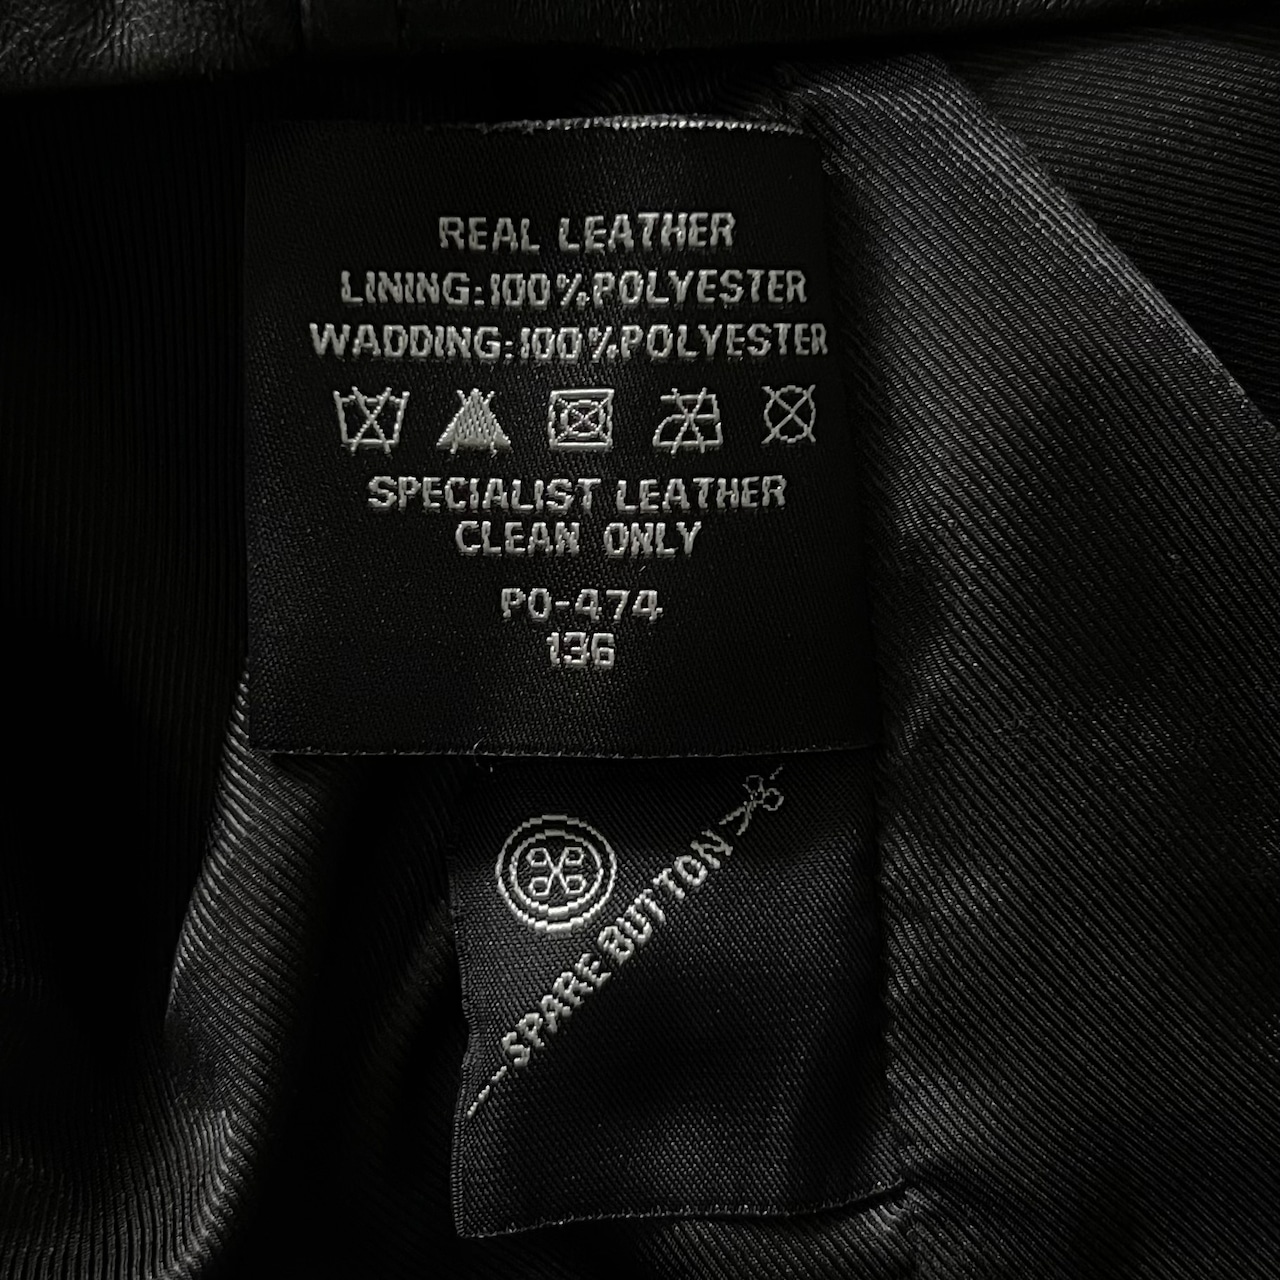 REAL LEATHER
LINING:100%POLYESTER
WADDING:100%POLYESTER
SPECIALIST LEATHER
CLEAN ONLY
PO-474
136
SPARE BUTTON